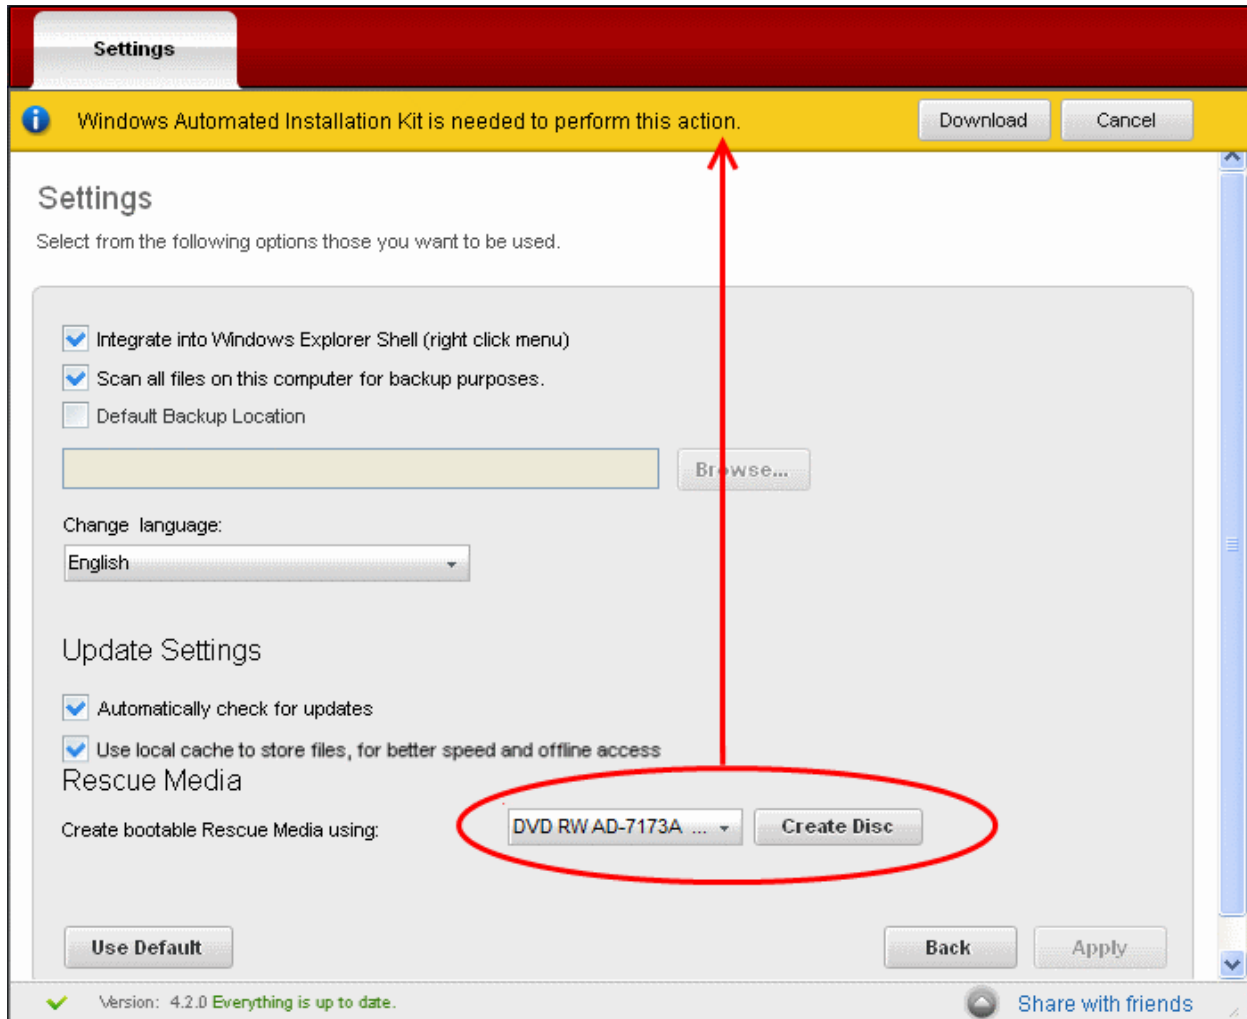 Settings
Windows Automated Installation Kit is needed to perform this action.
Download
Cancel
Settings
Select from the following options those you want to be used.
Integrate into Windows Explorer Shell (right click menu)
Scan all files on this computer for backup purposes.
Default Backup Location
Browse...
Change language:
English
Update Settings
Automatically check for updates
Use local cache to store files, for better speed and offline access
Rescue Media
Create bootable Rescue Media using:
DVD RW AD-7173A ...
Create Disc
Use Default
Back
Apply
Version: 4.2.0 Everything is up to date.
Share with friends